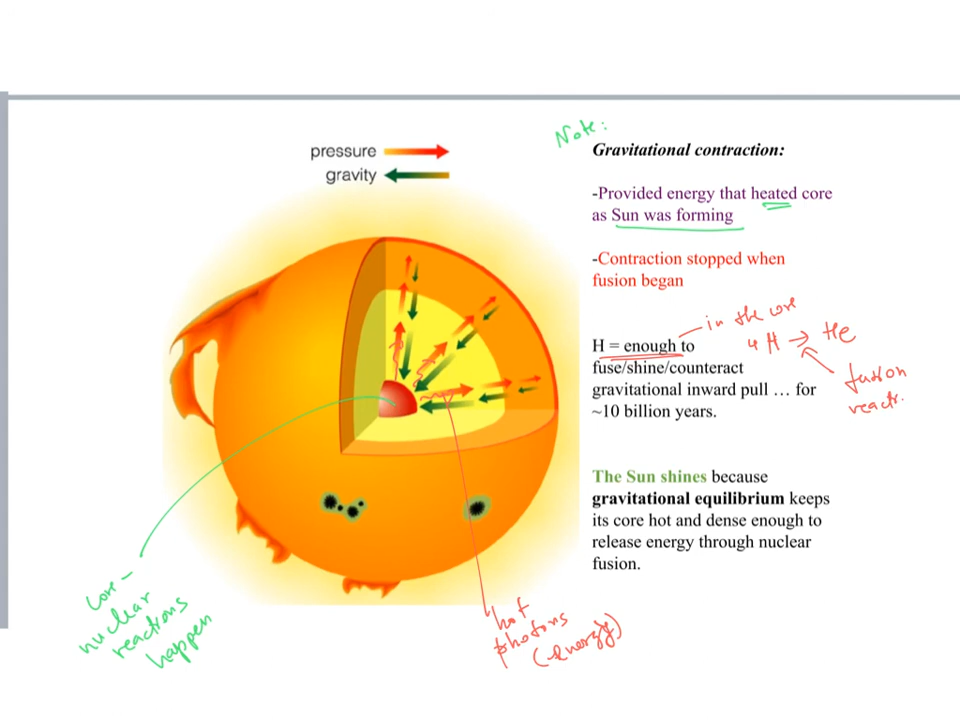 pressure
gravity
Note:
Gravitational contraction:
-Provided energy that heated core
as Sun was forming
-Contraction stopped when
fusion began
in the core
H = enough to
4 H → He
fuse/shine/counteract
gravitational inward pull … for
~10 billion years.
fusion
reactr.
The Sun shines because
gravitational equilibrium keeps
its core hot and dense enough to
release energy through nuclear
fusion.
core -
nuclear
reactions
happen
hot
photons
(energy)